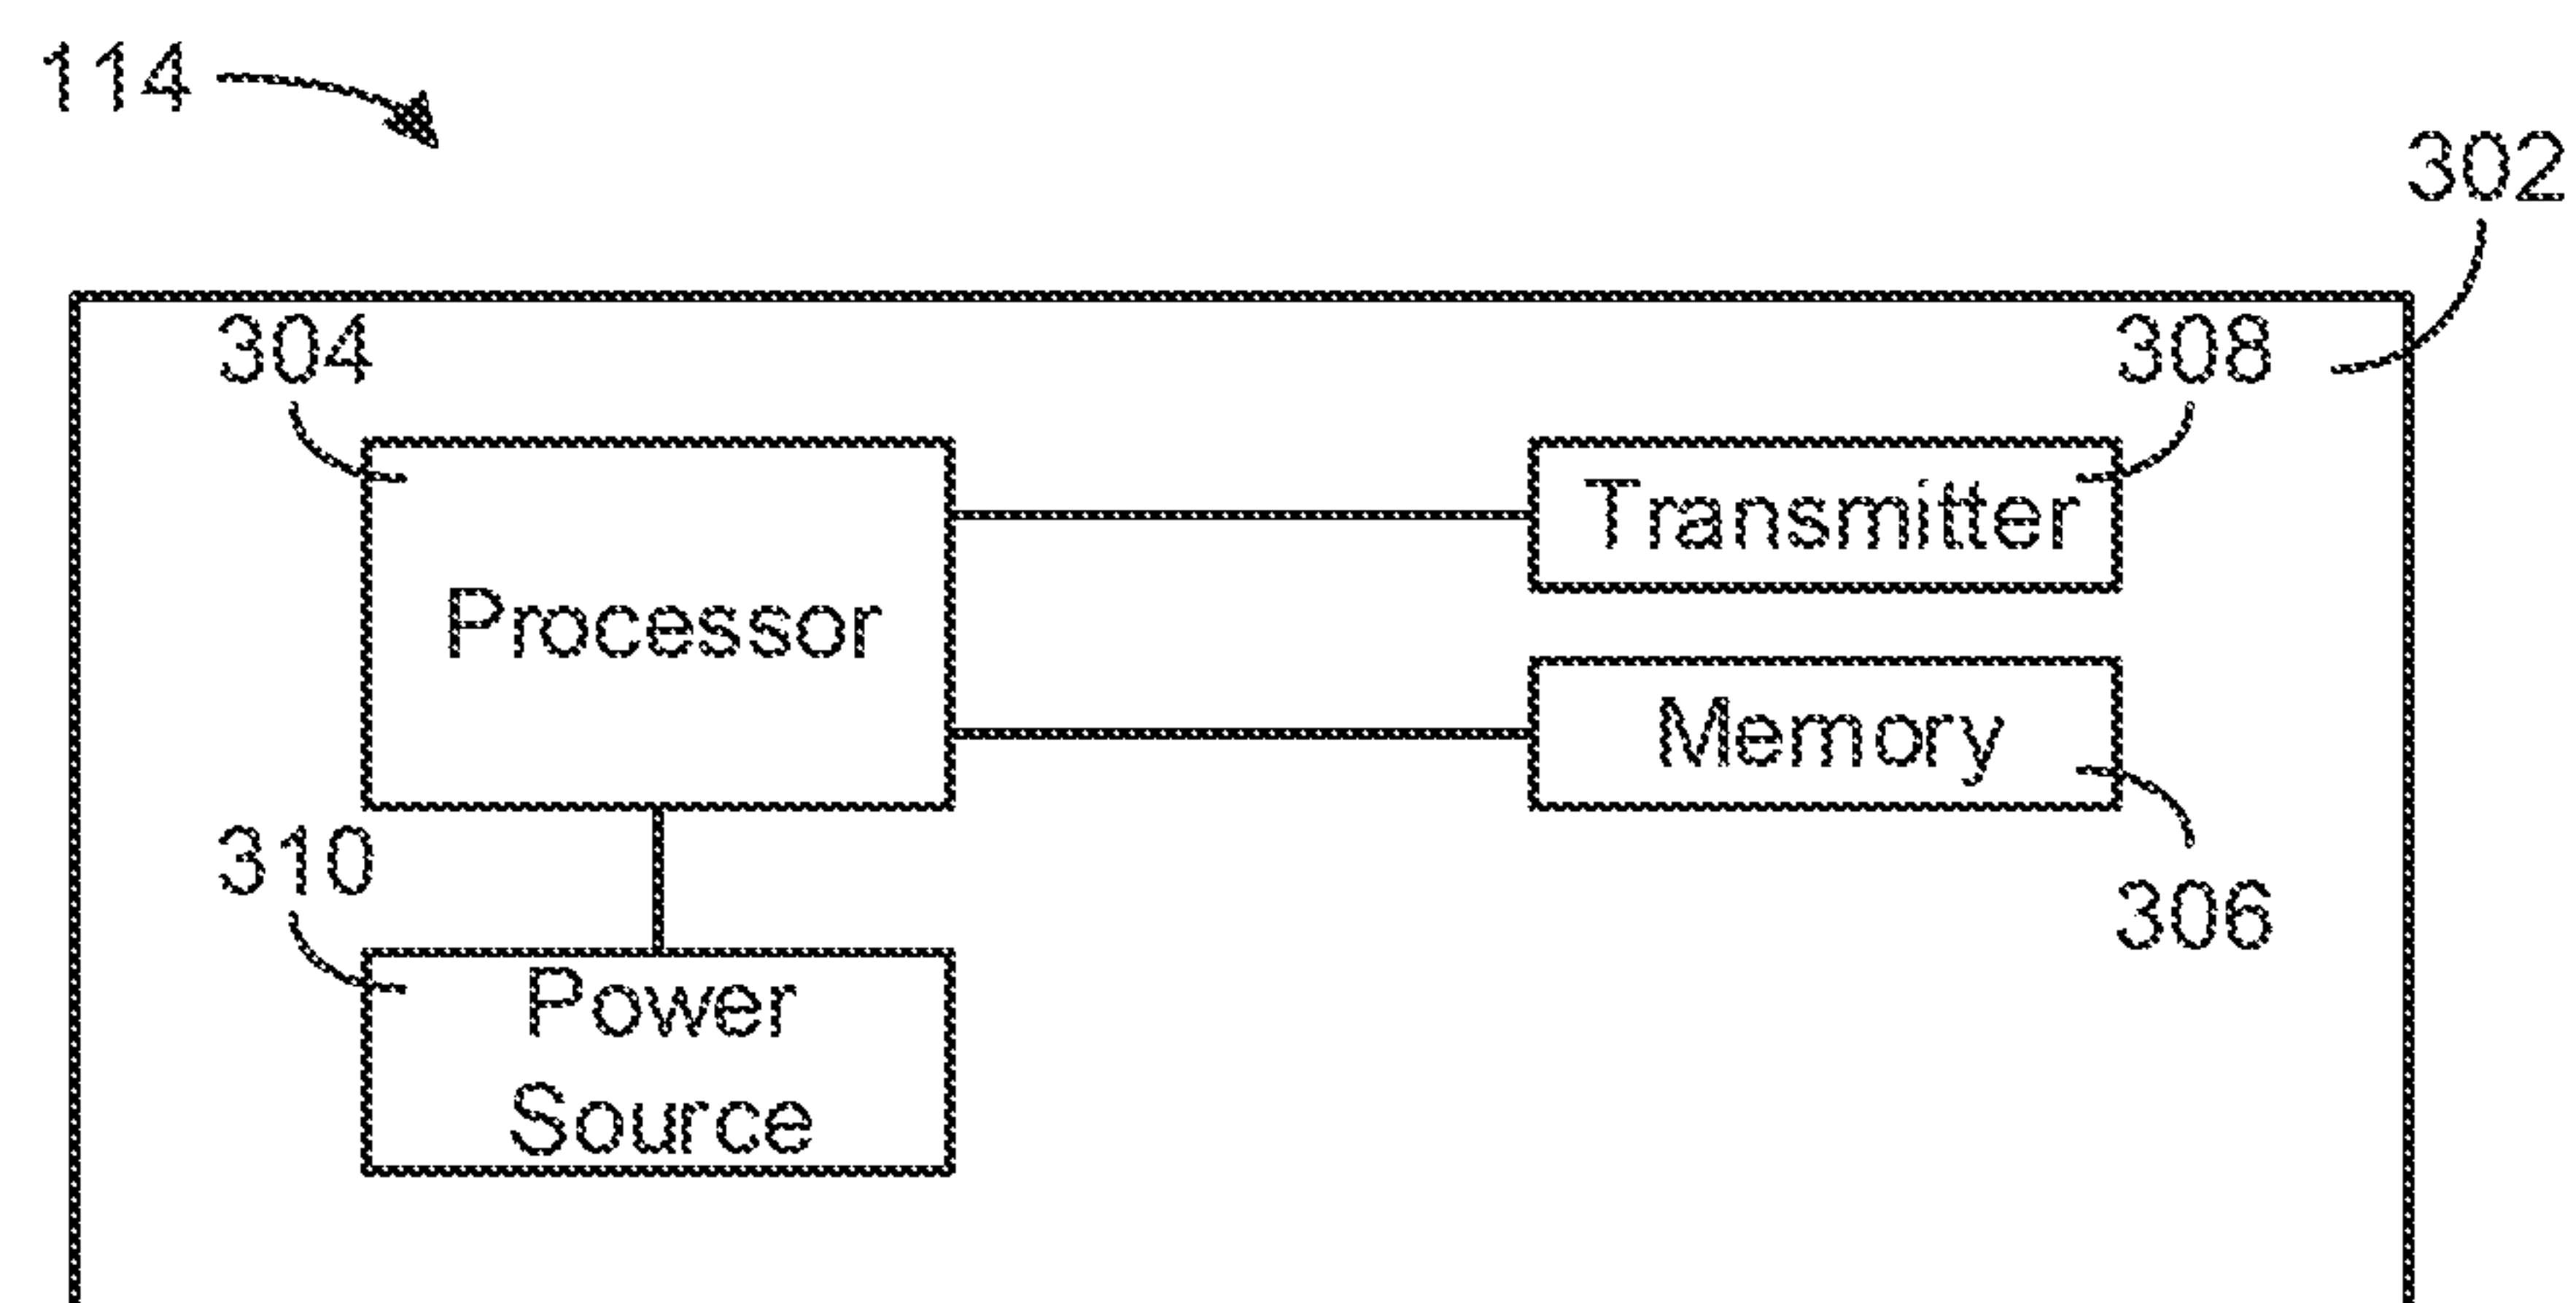 114
302
304
308
Transmitter
Processor
Memory
310
306
Power
Source